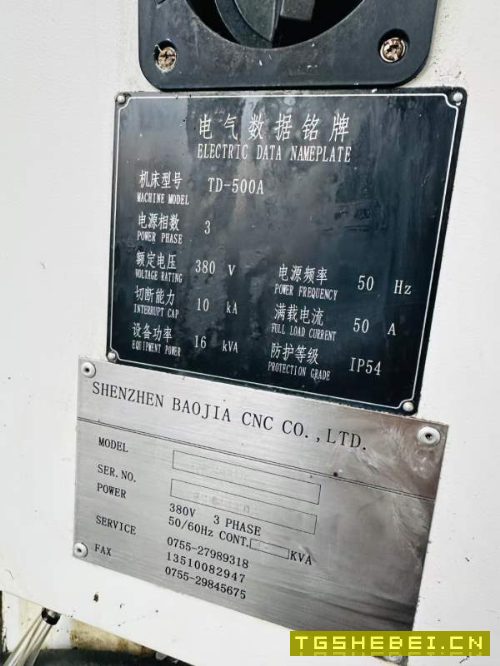 电气数据铭牌
ELECTRIC DATA NAMEPLATE
机床型号 TD-500A
MACHINE MODEL
电源相数 3
POWER PHASE
额定电压 380 V 电源频率 50 Hz
VOLTAGE RATING POWER FREQUENCY
切断能力 10 kA 满载电流 50 A
INTERRUPT CAP FULL LOAD CURRENT
设备功率 16 kVA 防护等级 IP54
EQUIPMENT POWER PROTECTION GRADE
SHENZHEN BAOJIA CNC CO.,LTD.
MODEL
SER.NO.
POWER 380V 3 PHASE
50/60Hz CONT. KVA
SERVICE 0755-27989318
13510082947
FAX 0755-29845675
TGSHEBEI.CN